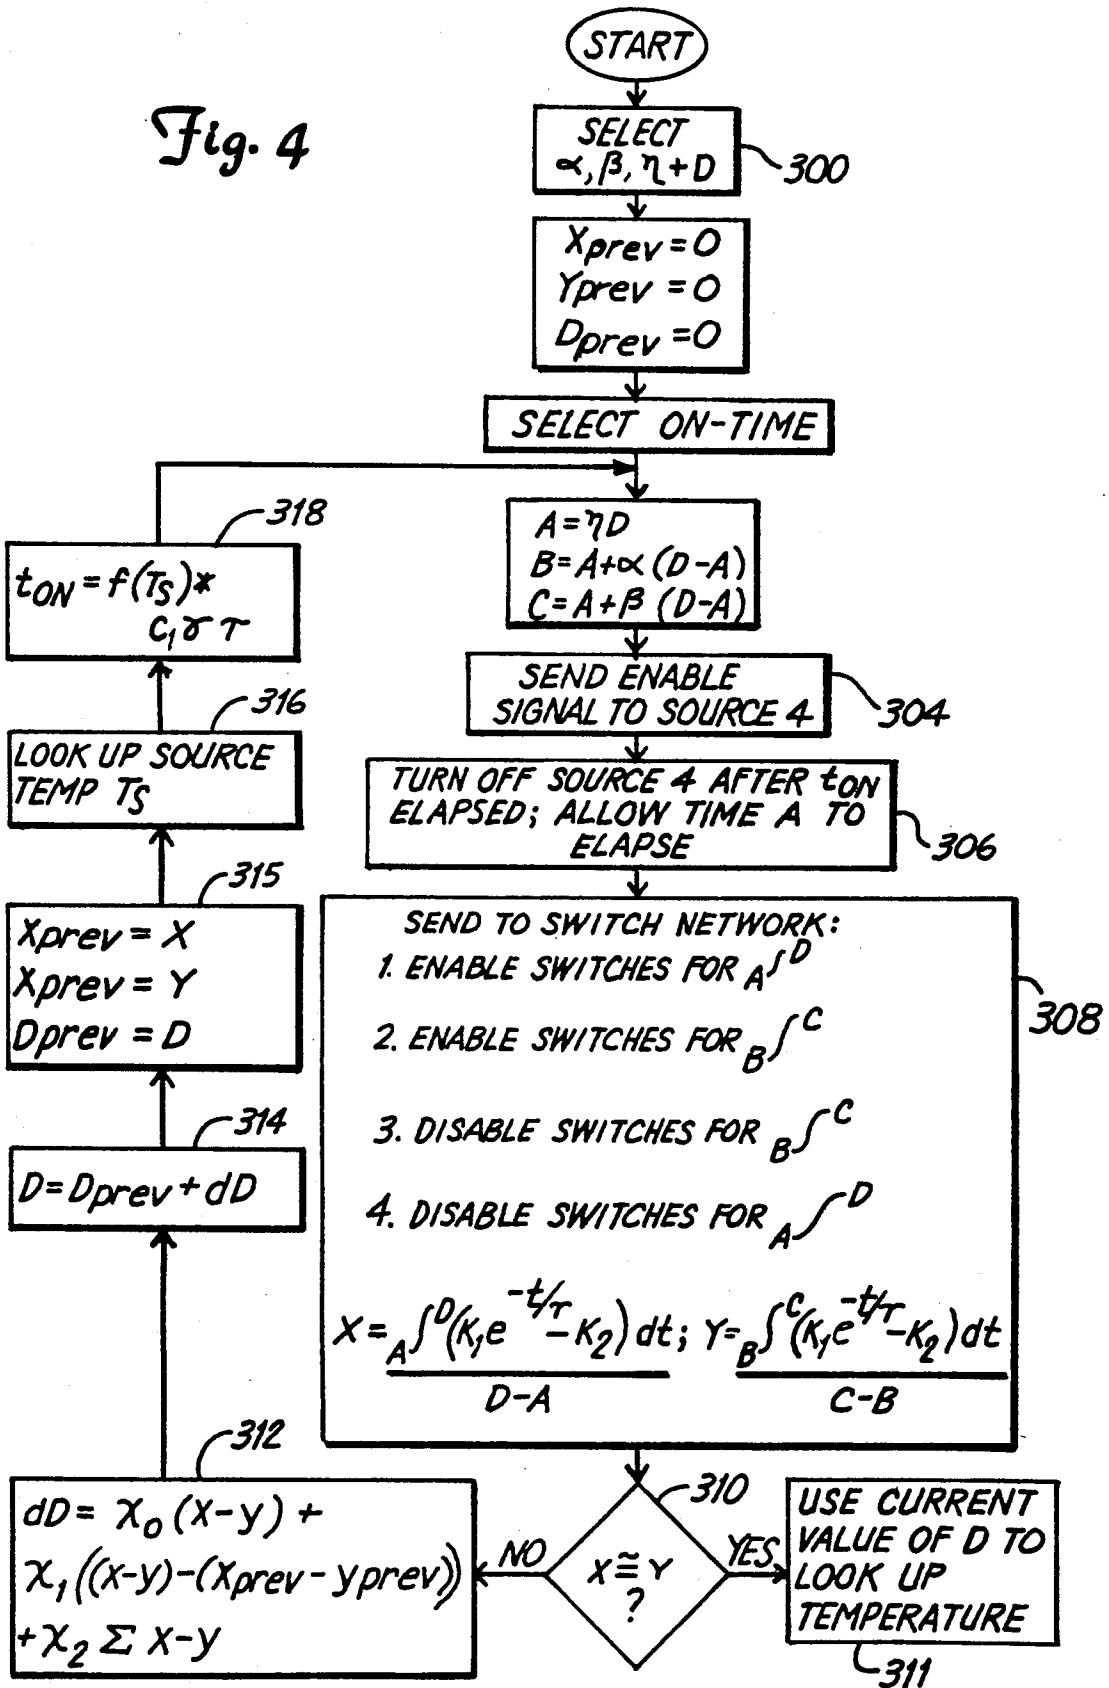 Fig. 4
START
SELECT
α, β, η + D
300
Xprev = 0
Yprev = 0
Dprev = 0
SELECT ON-TIME
A = ηD
B = A + α (D - A)
C = A + β (D - A)
SEND ENABLE
SIGNAL TO SOURCE 4
304
TURN OFF SOURCE 4 AFTER tON
ELAPSED; ALLOW TIME A TO
ELAPSE
306
SEND TO SWITCH NETWORK:
1. ENABLE SWITCHES FOR A∫D
2. ENABLE SWITCHES FOR B∫C
3. DISABLE SWITCHES FOR B∫C
4. DISABLE SWITCHES FOR A∫D
X = A∫D (K1 e -t/τ - K2) dt; Y = B∫C (K1 e -t/τ - K2) dt
D-A C-B
308
X ≅ Y
?
310
YES
USE CURRENT
VALUE OF D TO
LOOK UP
TEMPERATURE
311
NO
312
dD = χ0 (X-y) +
χ1 ((X-y) - (Xprev - yprev))
+ χ2 Σ X-y
314
D = Dprev + dD
315
Xprev = X
Xprev = Y
Dprev = D
316
LOOK UP SOURCE
TEMP TS
318
tON = f(TS)*
C1 γ τ